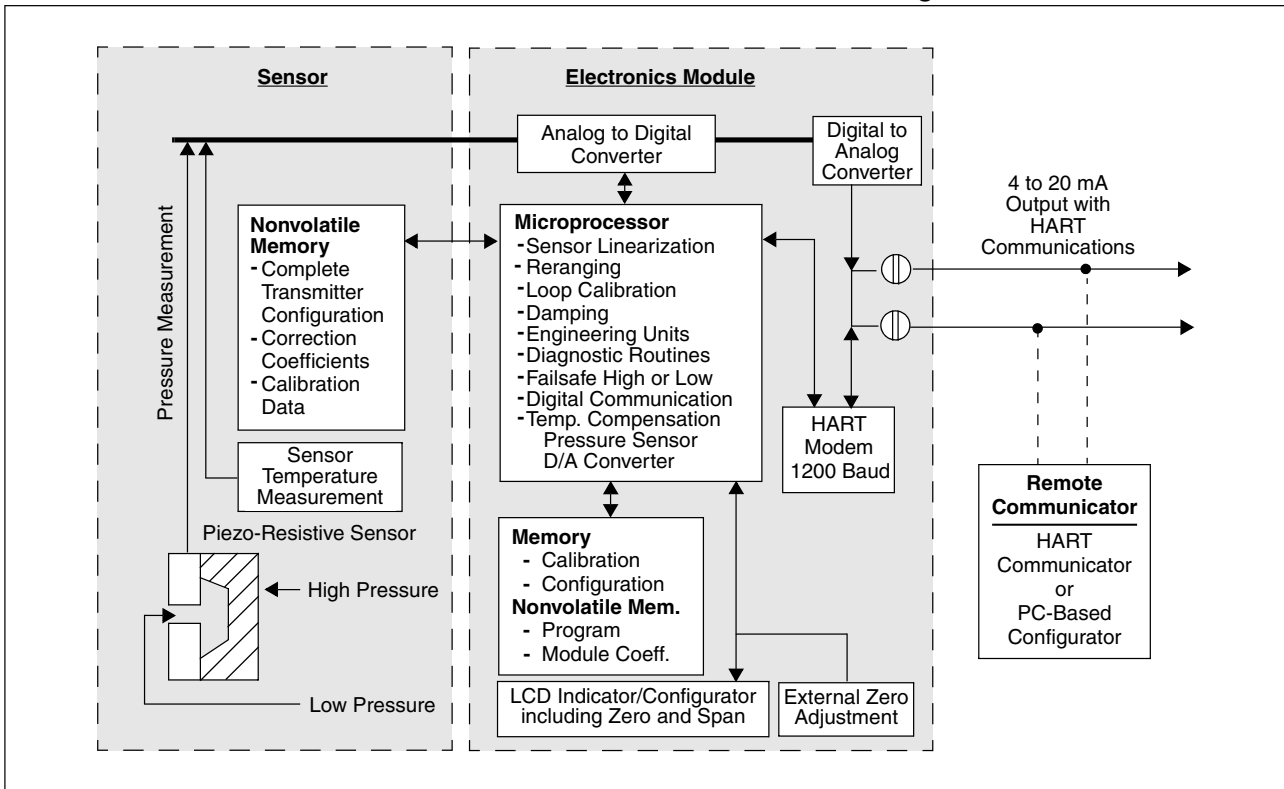 Sensor
Pressure Measurement
Nonvolatile
Memory
- Complete
Transmitter
Configuration
- Correction
Coefficients
- Calibration
Data
Sensor
Temperature
Measurement
Piezo-Resistive Sensor
High Pressure
Low Pressure
Electronics Module
Analog to Digital
Converter
Digital to
Analog
Converter
Microprocessor
- Sensor Linearization
- Reranging
- Loop Calibration
- Damping
- Engineering Units
- Diagnostic Routines
- Failsafe High or Low
- Digital Communication
- Temp. Compensation
Pressure Sensor
D/A Converter
HART
Modem
1200 Baud
Memory
- Calibration
- Configuration
Nonvolatile Mem.
- Program
- Module Coeff.
LCD Indicator/Configurator
including Zero and Span
External Zero
Adjustment
4 to 20 mA
Output with
HART
Communications
Remote
Communicator
HART
Communicator
or
PC-Based
Configurator